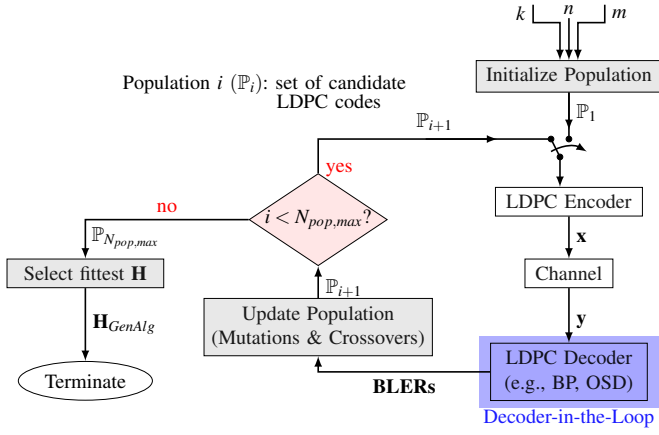 k n m
Initialize Population
Population i (ℙ_i): set of candidate
LDPC codes
ℙ_1
ℙ_{i+1}
yes
LDPC Encoder
no
i < N_{pop,max}?
ℙ_{N_{pop,max}}
x
Select fittest H
Channel
ℙ_{i+1}
H_{GenAlg}
Update Population
(Mutations & Crossovers)
y
LDPC Decoder
(e.g., BP, OSD)
Terminate
BLERs
Decoder-in-the-Loop